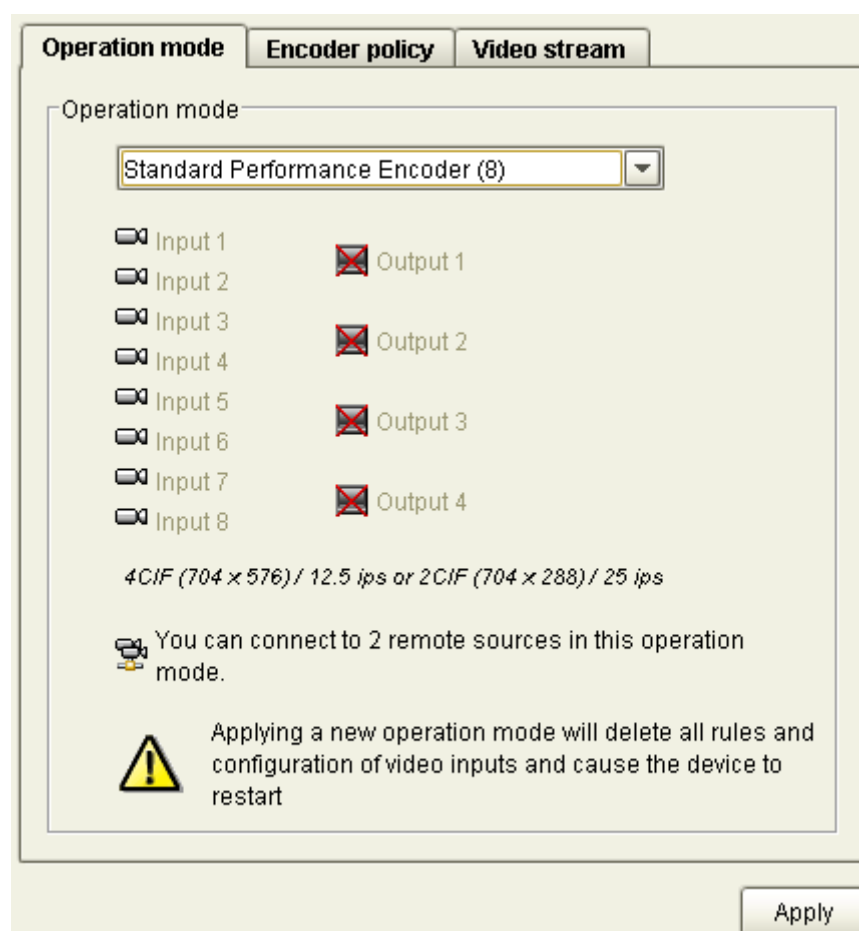 Operation mode
Encoder policy
Video stream
Operation mode
Standard Performance Encoder (8)
Input 1
Input 2
Input 3
Input 4
Input 5
Input 6
Input 7
Input 8
Output 1
Output 2
Output 3
Output 4
4CIF (704 x 576) / 12.5 ips or 2CIF (704 x 288) / 25 ips
You can connect to 2 remote sources in this operation
mode.
Applying a new operation mode will delete all rules and
configuration of video inputs and cause the device to
restart
Apply